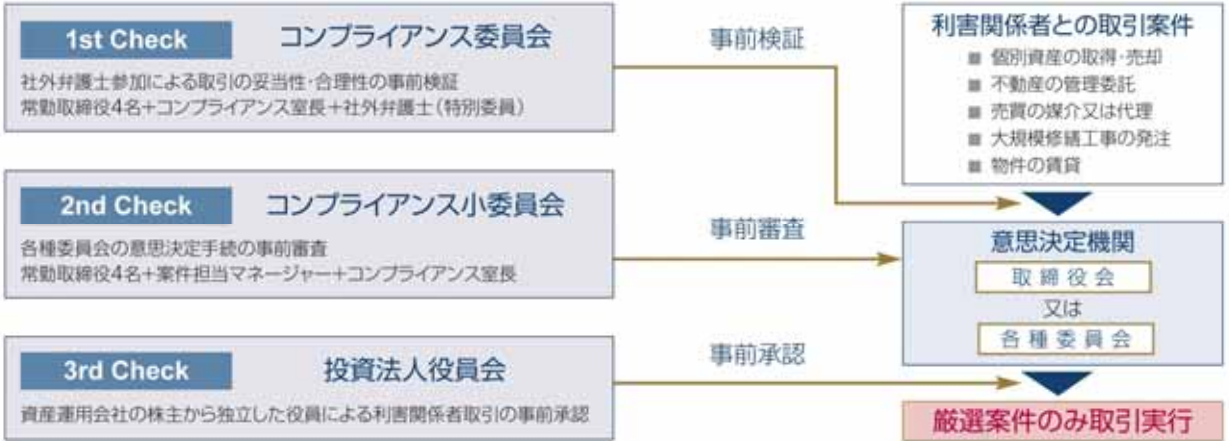 1st Check コンプライアンス委員会
社外弁護士参加による取引の妥当性・合理性の事前検証
常勤取締役4名+コンプライアンス室長+社外弁護士(特別委員)
事前検証
2nd Check コンプライアンス小委員会
各種委員会の意思決定手続の事前審査
常勤取締役4名+案件担当マネージャー+コンプライアンス室長
事前審査
3rd Check 投資法人役員会
資産運用会社の株主から独立した役員による利害関係者取引の事前承認
事前承認
利害関係者との取引案件
■ 個別資産の取得・売却
■ 不動産の管理委託
■ 売買の媒介又は代理
■ 大規模修繕工事の発注
■ 物件の賃貸
意思決定機関
取締役会
又は
各種委員会
厳選案件のみ取引実行